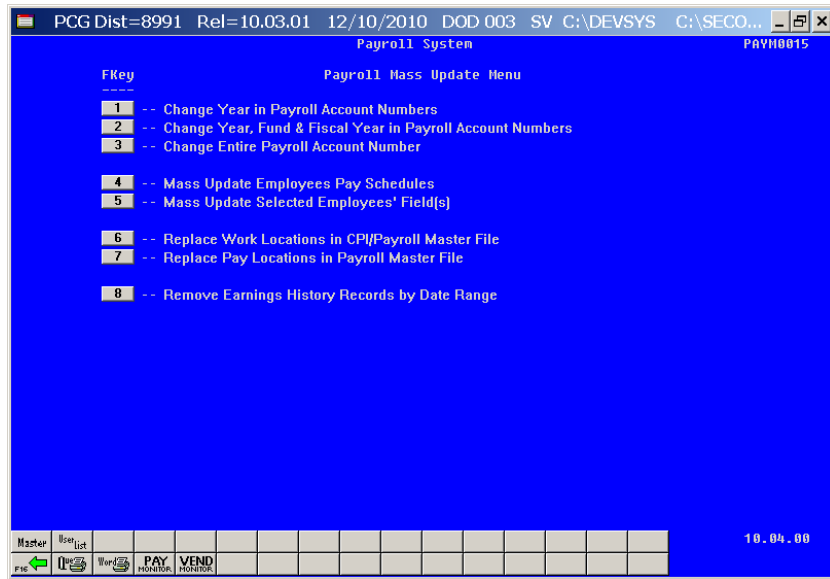 PCG Dist=8991 Rel=10.03.01 12/10/2010 DOD 003 SV C:\DEVSYS C:\SECO...
Payroll System PAYM0015
FKey Payroll Mass Update Menu
----
1 -- Change Year in Payroll Account Numbers
2 -- Change Year, Fund & Fiscal Year in Payroll Account Numbers
3 -- Change Entire Payroll Account Number
4 -- Mass Update Employees Pay Schedules
5 -- Mass Update Selected Employees' Field(s)
6 -- Replace Work Locations in CPI/Payroll Master File
7 -- Replace Pay Locations in Payroll Master File
8 -- Remove Earnings History Records by Date Range
Master User list 10.04.00
F16 Que Word PAY MONITOR VEND MONITOR